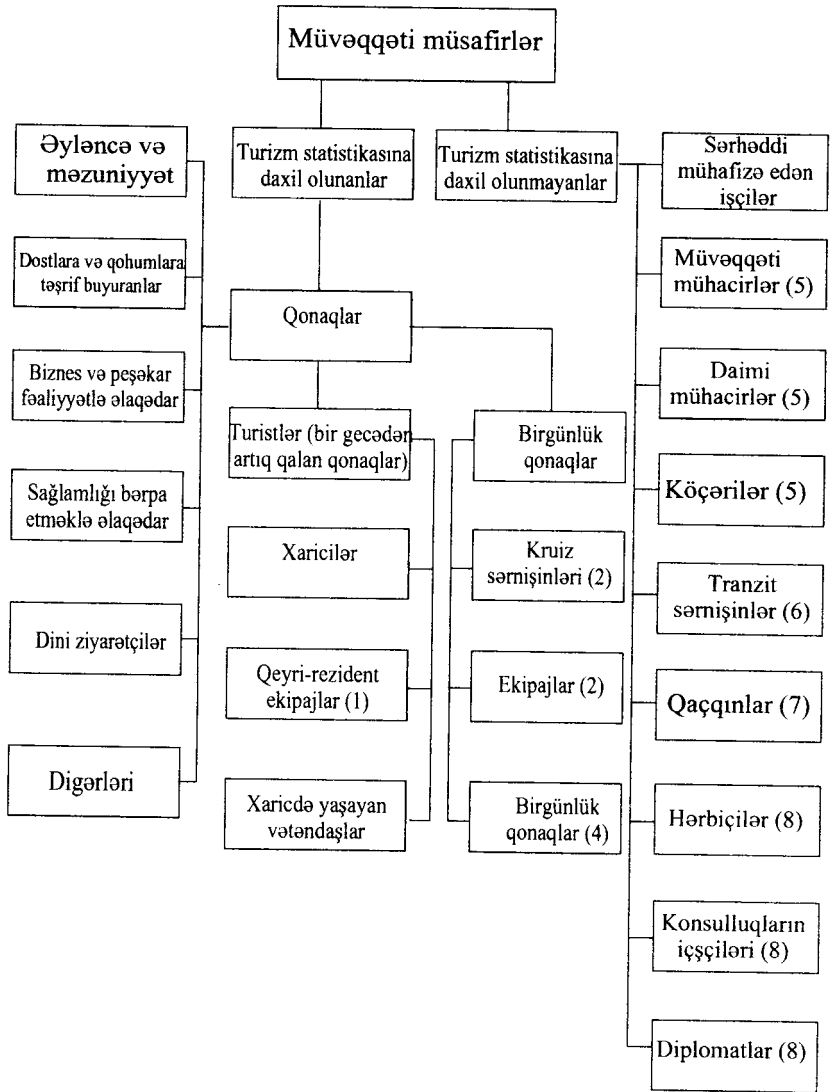 Müvəqqəti müsafirlər
Əyləncə və
məzuniyyət
Turizm statistikasına
daxil olunanlar
Turizm statistikasına
daxil olunmayanlar
Sərhəddi
mühafizə edən
işçilər
Dostlara və qohumlara
təşrif buyuranlar
Qonaqlar
Müvəqqəti
mühacirlər (5)
Biznes və peşəkar
fəaliyyətlə əlaqədar
Daimi
mühacirlər (5)
Turistlər (bir gecədən
artıq qalan qonaqlar)
Birgünlük
qonaqlar
Sağlamlığı bərpa
etməklə əlaqədar
Köçərilər (5)
Xaricilər
Kruiz
sərnişinləri (2)
Tranzit
sərnişinlər (6)
Dini ziyarətçilər
Qeyri-rezident
ekipajlar (1)
Ekipajlar (2)
Qaçqınlar (7)
Digərləri
Xaricdə yaşayan
vətəndaşlar
Birgünlük
qonaqlar (4)
Hərbiçilər (8)
Konsulluqların
içşçiləri (8)
Diplomatlar (8)